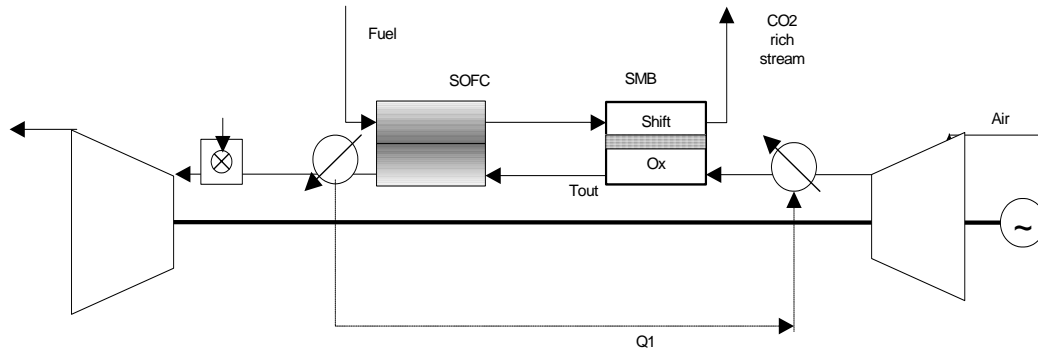 Fuel
CO2
rich
stream
SOFC
SMB
Shift
Air
Ox
Tout
~
Q1